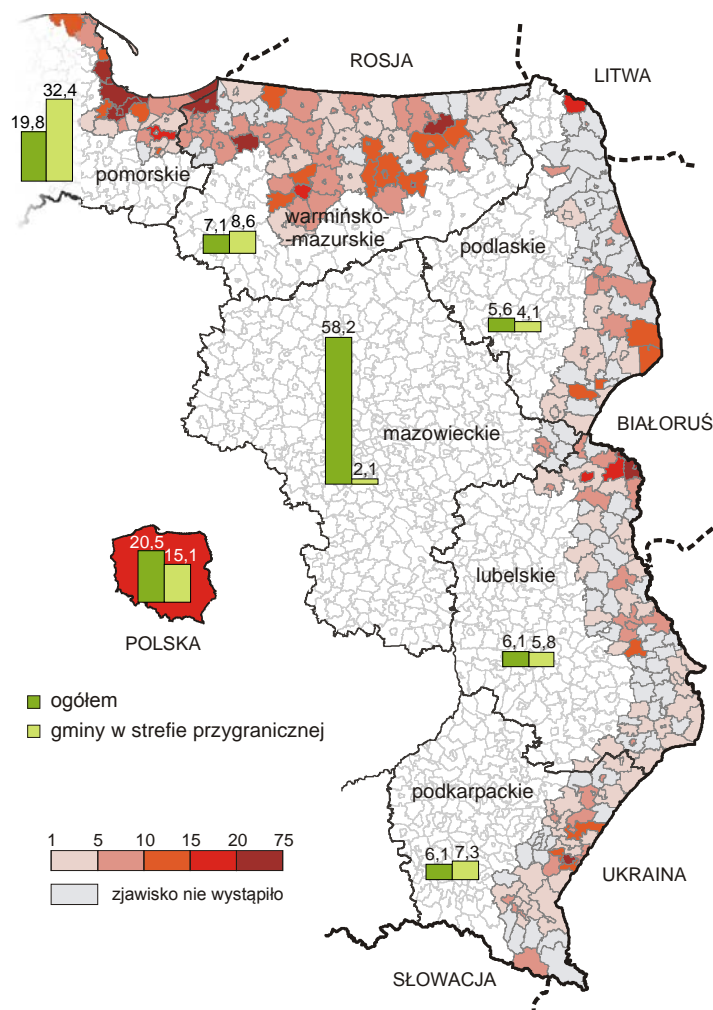 ROSJA
LITWA
32,4
19,8
pomorskie
7,1 8,6
warmińsko-
-mazurskie
podlaskie
5,6 4,1
58,2
2,1
mazowieckie
BIAŁORUŚ
20,5
15,1
POLSKA
lubelskie
6,1 5,8
ogółem
gminy w strefie przygranicznej
podkarpackie
6,1 7,3
1 5 10 15 20 75
zjawisko nie wystąpiło
UKRAINA
SŁOWACJA